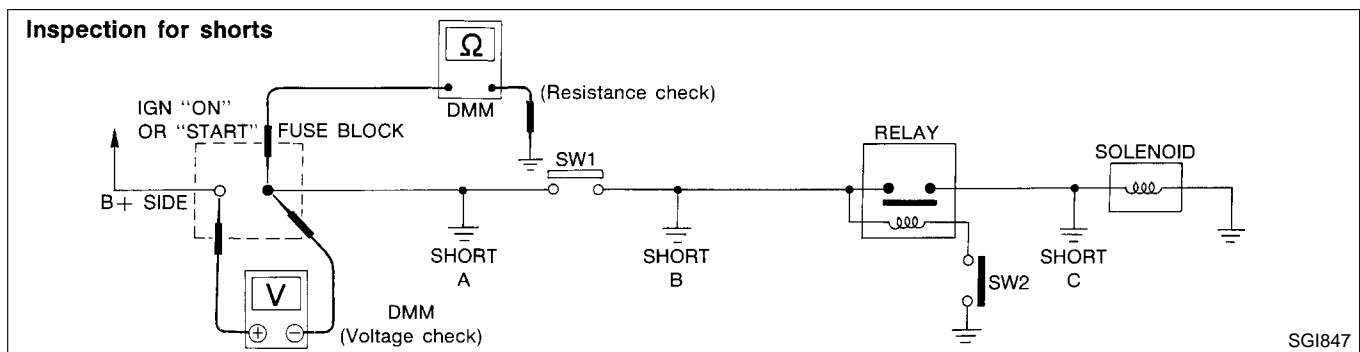 Inspection for shorts
Ω
DMM
(Resistance check)
IGN "ON"
OR "START"
FUSE BLOCK
B+ SIDE
SW1
RELAY
SOLENOID
SHORT
A
SHORT
B
SHORT
C
SW2
V
+ −
DMM
(Voltage check)
SGI847